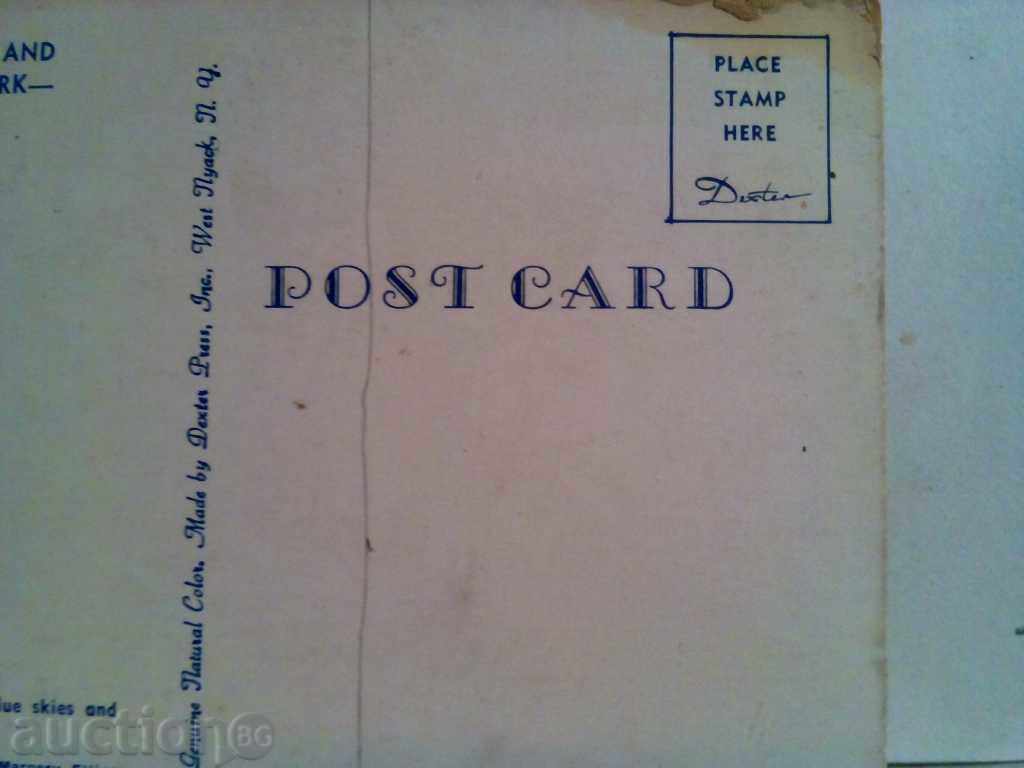 AND
RK—
PLACE
STAMP
HERE
Dexter
POST CARD
Genuine Natural Color, Made by Dexter Press, Inc., West Nyack, N. Y.
lue skies and
auction BG